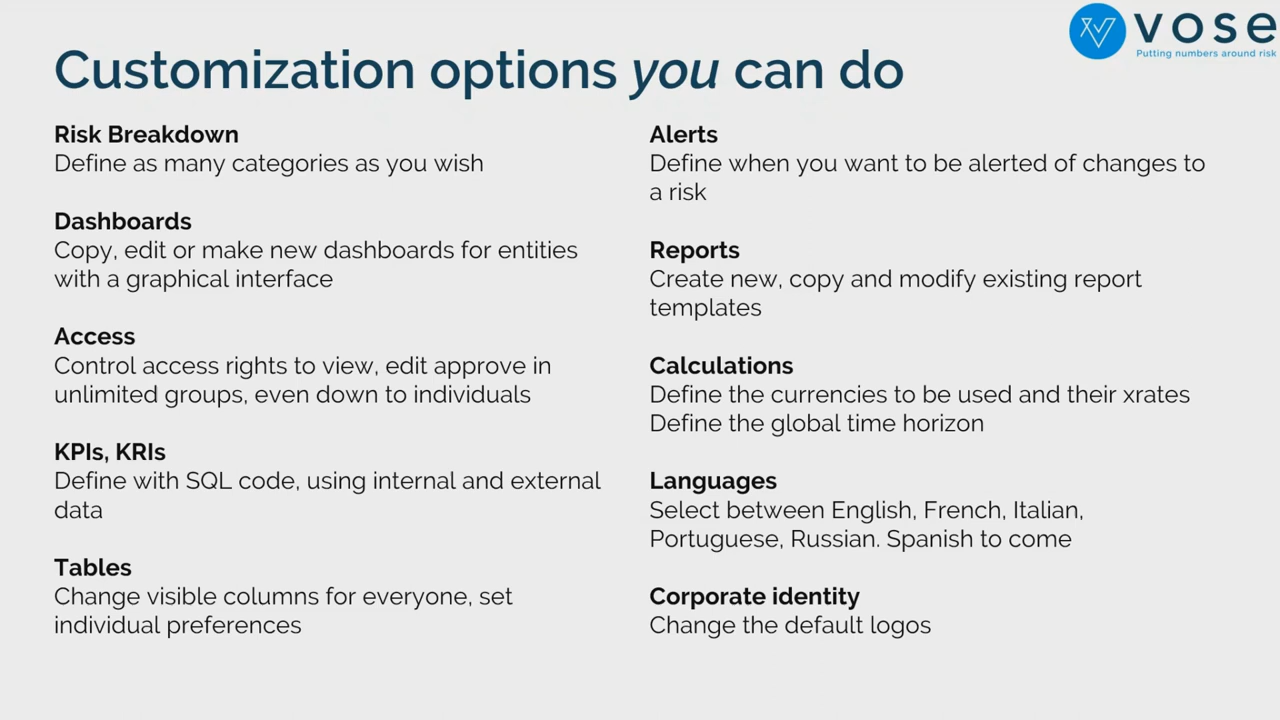 vose
Putting numbers around risk
Customization options you can do
Risk Breakdown
Define as many categories as you wish
Dashboards
Copy, edit or make new dashboards for entities
with a graphical interface
Access
Control access rights to view, edit approve in
unlimited groups, even down to individuals
KPIs, KRIs
Define with SQL code, using internal and external
data
Tables
Change visible columns for everyone, set
individual preferences
Alerts
Define when you want to be alerted of changes to
a risk
Reports
Create new, copy and modify existing report
templates
Calculations
Define the currencies to be used and their xrates
Define the global time horizon
Languages
Select between English, French, Italian,
Portuguese, Russian. Spanish to come
Corporate identity
Change the default logos